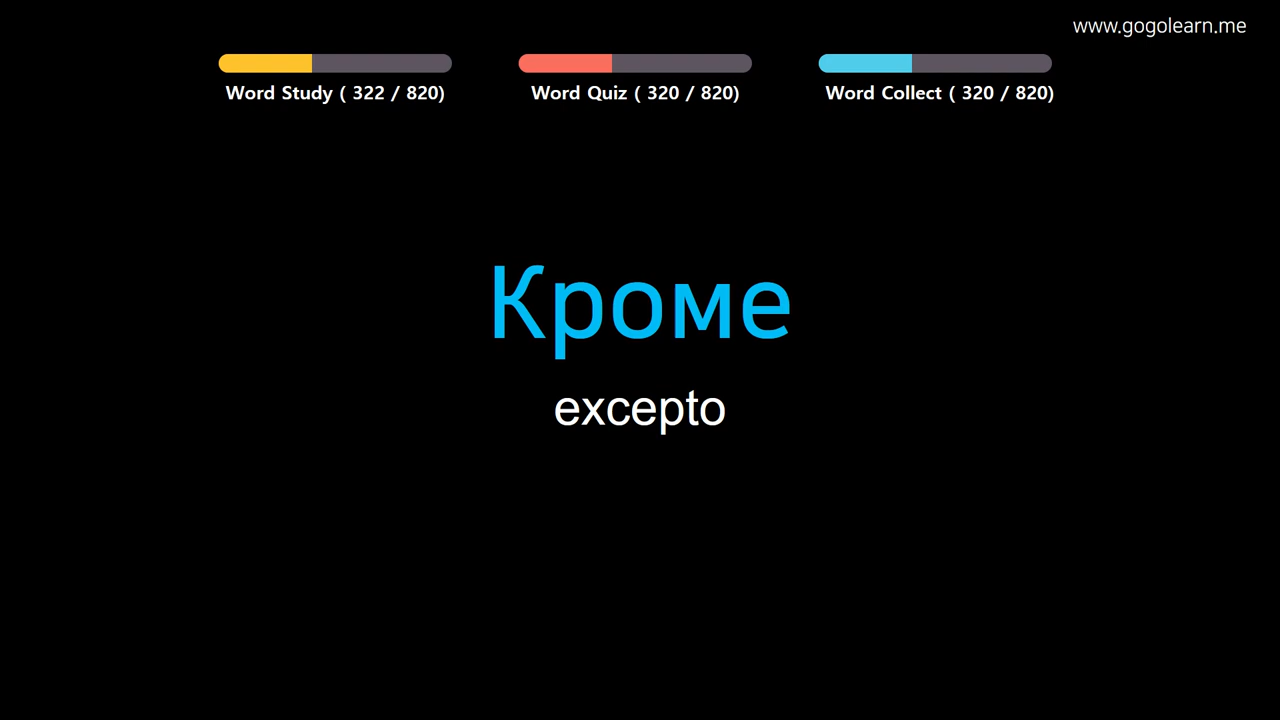 www.gogolearn.me
Word Study ( 322 / 820)
Word Quiz ( 320 / 820)
Word Collect ( 320 / 820)
Кроме
excepto